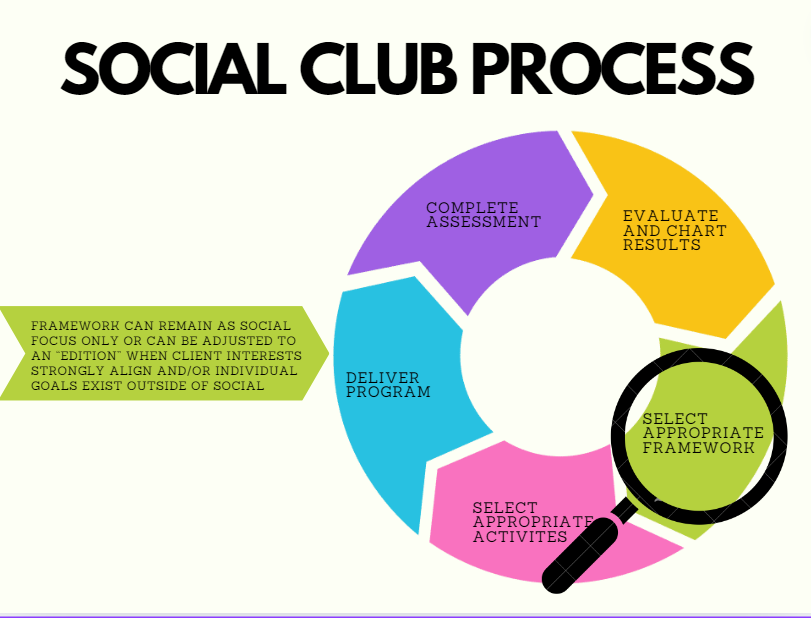 SOCIAL CLUB PROCESS
COMPLETE
ASSESSMENT
EVALUATE
AND CHART
RESULTS
FRAMEWORK CAN REMAIN AS SOCIAL
FOCUS ONLY OR CAN BE ADJUSTED TO
AN "EDITION" WHEN CLIENT INTERESTS
STRONGLY ALIGN AND/OR INDIVIDUAL
GOALS EXIST OUTSIDE OF SOCIAL
DELIVER
PROGRAM
SELECT
APPROPRIATE
FRAMEWORK
SELECT
APPROPRIATE
ACTIVITES